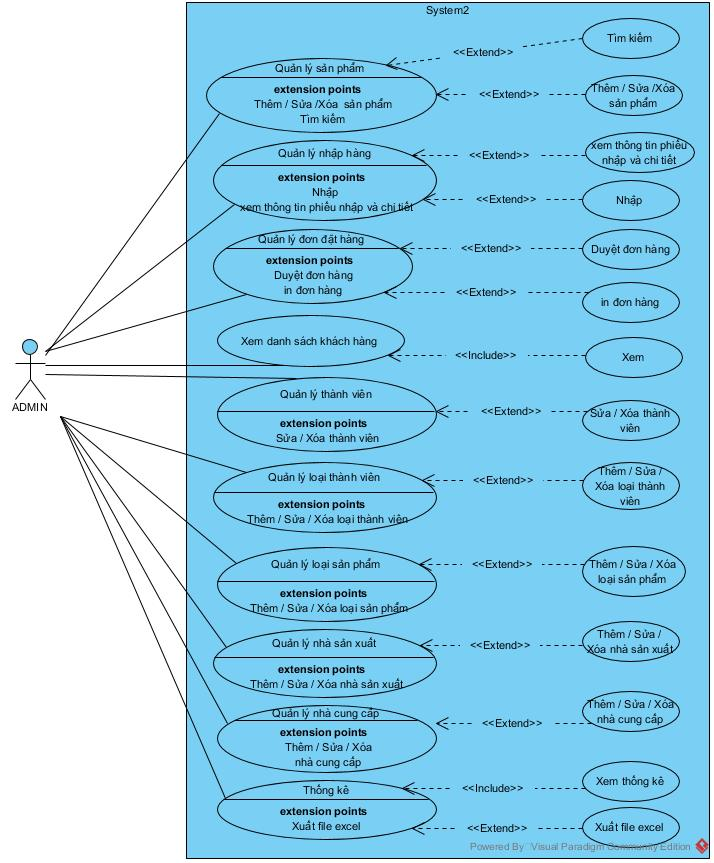 System2
Tìm kiếm
<<Extend>>
Quản lý sản phẩm
extension points
Thêm / Sửa /Xóa sản phẩm
Tìm kiếm
<<Extend>>
Thêm / Sửa /Xóa
sản phẩm
Quản lý nhập hàng
extension points
Nhập
xem thông tin phiếu nhập và chi tiết
<<Extend>>
xem thông tin phiếu
nhập và chi tiết
<<Extend>>
Nhập
Quản lý đơn đặt hàng
extension points
Duyệt đơn hàng
in đơn hàng
<<Extend>>
Duyệt đơn hàng
<<Extend>>
in đơn hàng
Xem danh sách khách hàng
<<Include>>
Xem
ADMIN
Quản lý thành viên
extension points
Sửa / Xóa thành viên
<<Extend>>
Sửa / Xóa thành
viên
Quản lý loại thành viên
extension points
Thêm / Sửa / Xóa loại thành viên
<<Extend>>
Thêm / Sửa /
Xóa loại thành
viên
Quản lý loại sản phẩm
extension points
Thêm / Sửa / Xóa loại sản phẩm
<<Extend>>
Thêm / Sửa / Xóa
loại sản phẩm
Quản lý nhà sản xuất
extension points
Thêm / Sửa / Xóa nhà sản xuất
<<Extend>>
Thêm / Sửa /
Xóa nhà sản xuất
Quản lý nhà cung cấp
extension points
Thêm / Sửa / Xóa
nhà cung cấp
<<Extend>>
Thêm / Sửa / Xóa
nhà cung cấp
Thống kê
extension points
Xuất file excel
<<Include>>
Xem thống kê
<<Extend>>
Xuất file excel
Powered By Visual Paradigm Community Edition